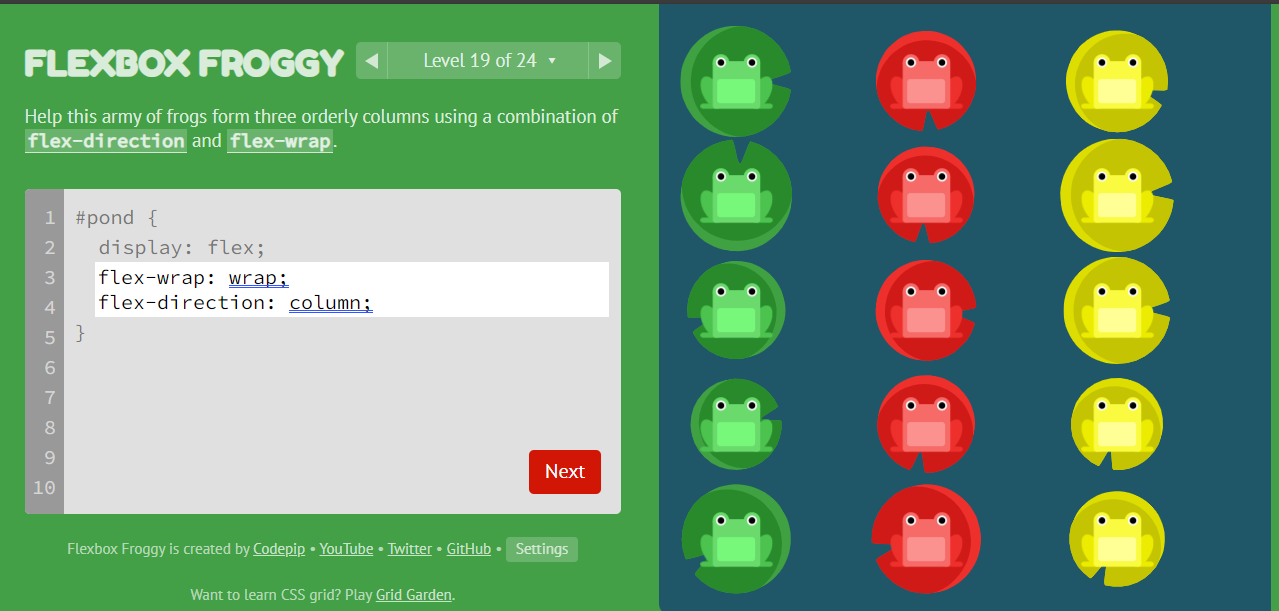 FLEXBOX FROGGY
◀ Level 19 of 24 ▾ ▶
Help this army of frogs form three orderly columns using a combination of
flex-direction and flex-wrap.
1 #pond {
2 display: flex;
3 flex-wrap: wrap;
4 flex-direction: column;
5 }
6
7
8
9
10
Next
Flexbox Froggy is created by Codepip • YouTube • Twitter • GitHub • Settings
Want to learn CSS grid? Play Grid Garden.